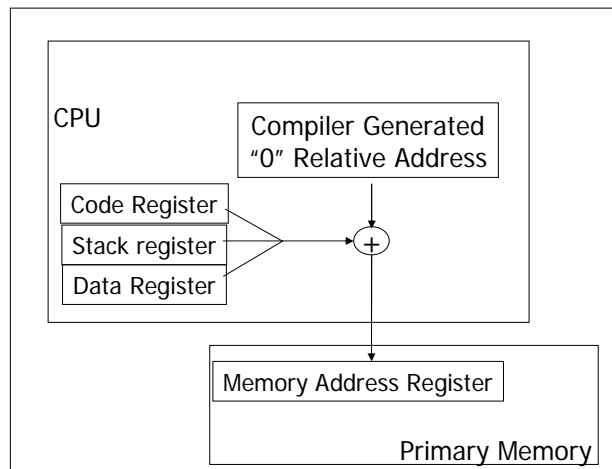 CPU
Compiler Generated
“0” Relative Address
Code Register
Stack register
Data Register
+
Memory Address Register
Primary Memory